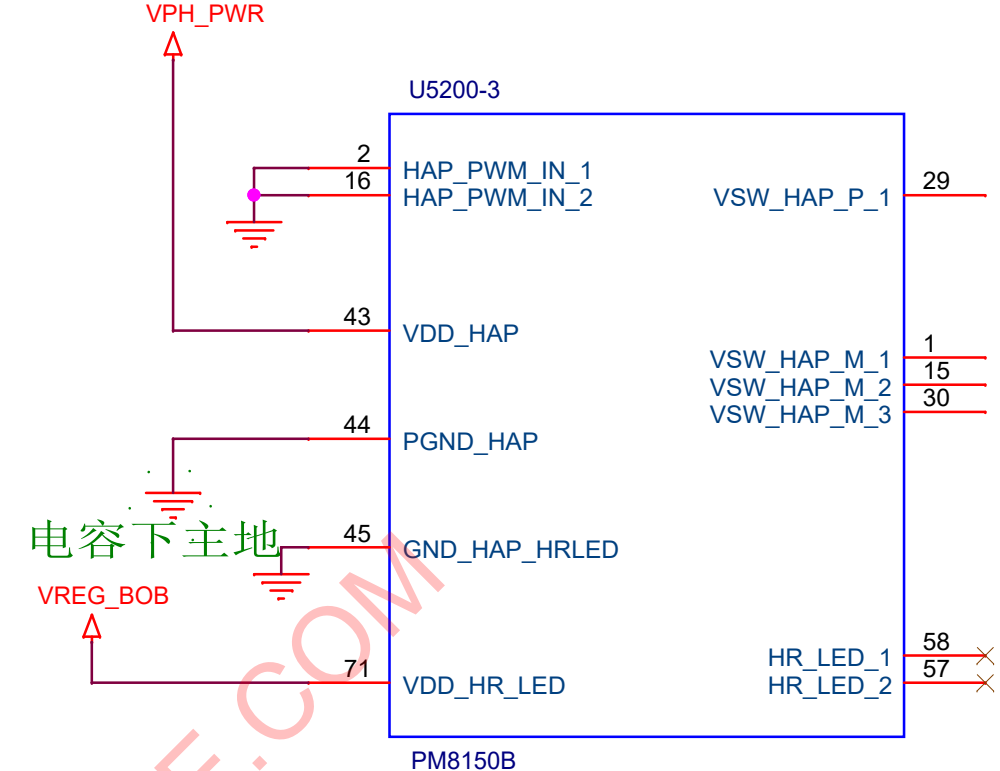 VPH_PWR
U5200-3
2 HAP_PWM_IN_1
16 HAP_PWM_IN_2
VSW_HAP_P_1 29
43 VDD_HAP
VSW_HAP_M_1 1
VSW_HAP_M_2 15
VSW_HAP_M_3 30
44 PGND_HAP
电容下主地
45 GND_HAP_HRLED
VREG_BOB
71 VDD_HR_LED
HR_LED_1 58
HR_LED_2 57
PM8150B
E.COM